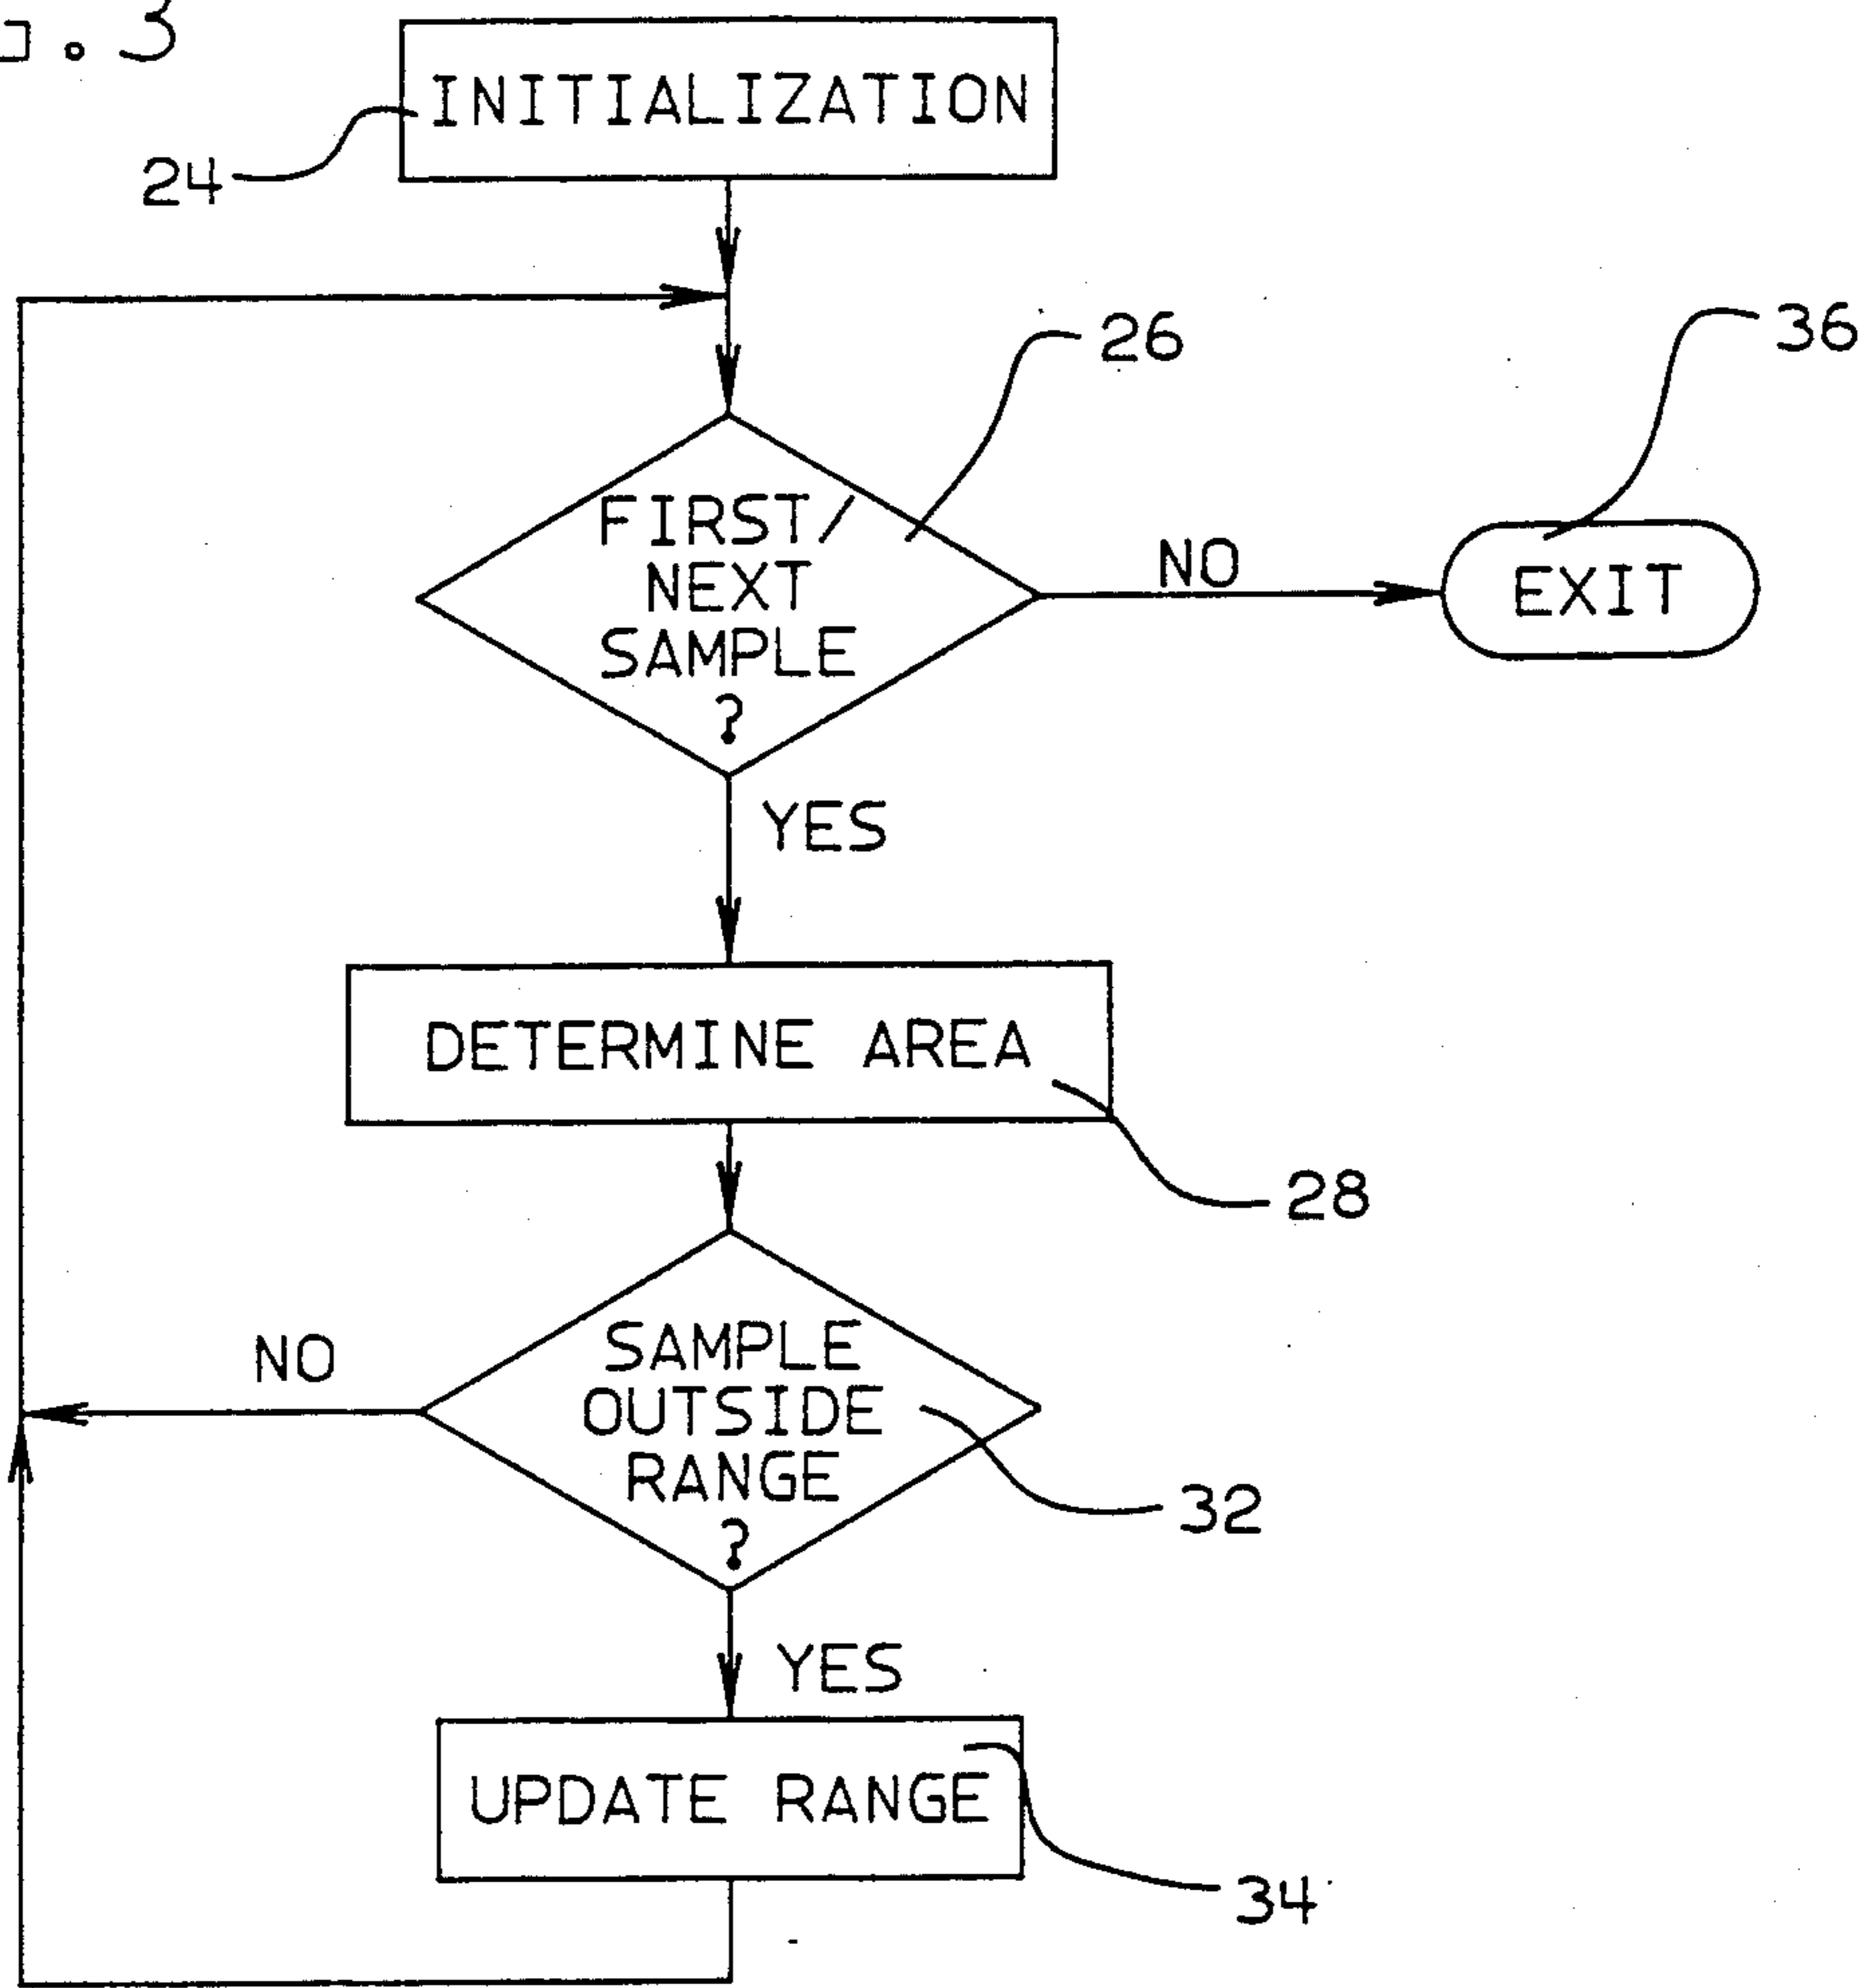 G.3
INITIALIZATION
24
26
36
FIRST/
NEXT
SAMPLE
?
NO
EXIT
YES
DETERMINE AREA
28
SAMPLE
OUTSIDE
RANGE
?
NO
32
YES
UPDATE RANGE
34